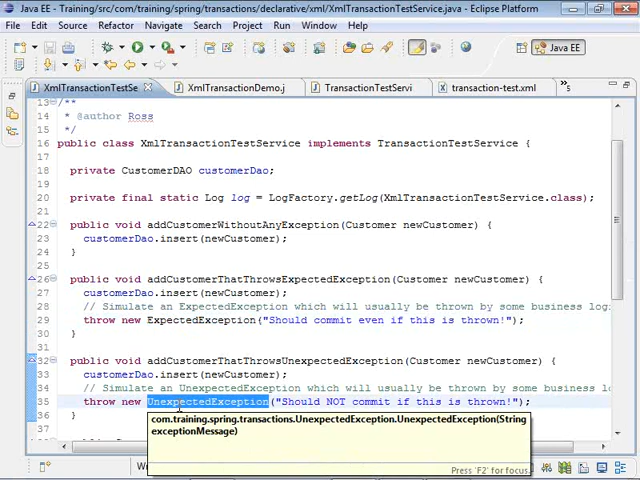 Java EE - Training/src/com/training/spring/transactions/declarative/xml/XmlTransactionTestService.java - Eclipse Platform
File Edit Source Refactor Navigate Search Project Run Window Help
Java EE
XmlTransactionTestSe XmlTransactionDemo.j TransactionTestServi transaction-test.xml »5
13 /**
14 * @author Ross
15 */
16 public class XmlTransactionTestService implements TransactionTestService {
17
18 private CustomerDAO customerDao;
19
20 private final static Log log = LogFactory.getLog(XmlTransactionTestService.class);
21
22 public void addCustomerWithoutAnyException(Customer newCustomer) {
23 customerDao.insert(newCustomer);
24 }
25
26 public void addCustomerThatThrowsExpectedException(Customer newCustomer) {
27 customerDao.insert(newCustomer);
28 // Simulate an ExpectedException which will usually be thrown by some business log
29 throw new ExpectedException("Should commit even if this is thrown!");
30 }
31
32 public void addCustomerThatThrowsUnexpectedException(Customer newCustomer) {
33 customerDao.insert(newCustomer);
34 // Simulate an UnexpectedException which will usually be thrown by some business lo
35 throw new UnexpectedException("Should NOT commit if this is thrown!");
36 }
com.training.spring.transactions.UnexpectedException.UnexpectedException(String
exceptionMessage)
Press 'F2' for focus